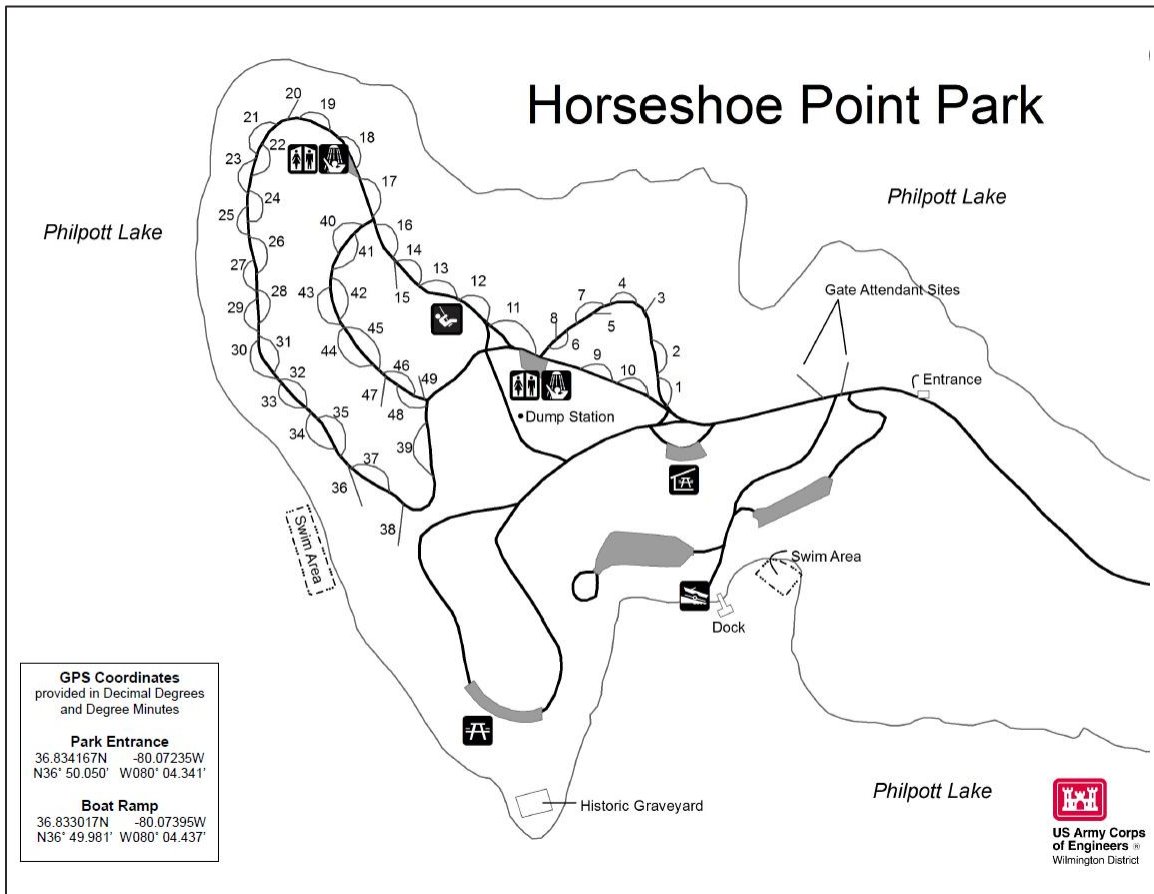 Horseshoe Point Park
Philpott Lake
Philpott Lake
Gate Attendant Sites
Entrance
20
19
21
18
22
23
17
24
25
40
16
26
41
14
27
13
12
28
43
42
15
4
7
3
29
11
8
5
45
6
31
30
44
2
9
32
46
49
10
33
47
48
1
35
Dump Station
34
39
37
36
38
Swim Area
Swim Area
Dock
GPS Coordinates
provided in Decimal Degrees
and Degree Minutes
Park Entrance
36.834167N -80.07235W
N36° 50.050' W080° 04.341'
Boat Ramp
36.833017N -80.07395W
N36° 49.981' W080° 04.437'
Historic Graveyard
Philpott Lake
US Army Corps
of Engineers ®
Wilmington District